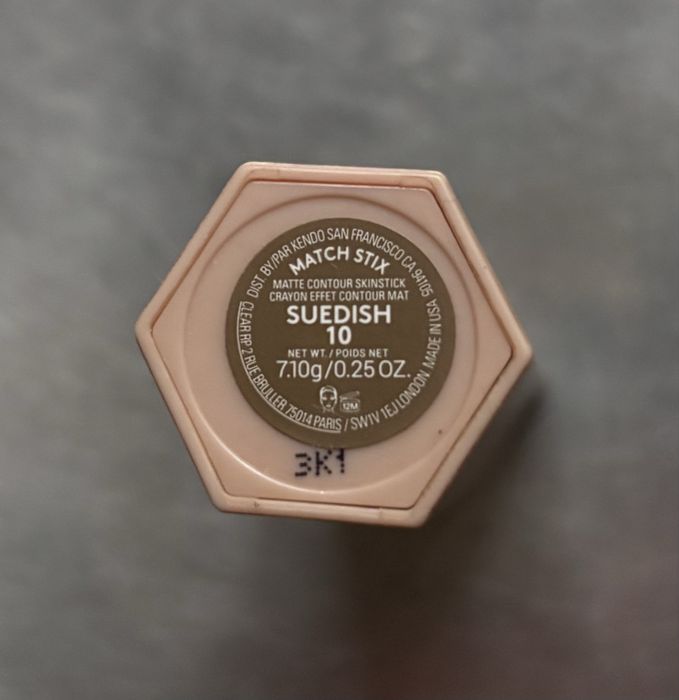 DIST. BY/PAR KENDO SAN FRANCISCO CA 94105
MATCH STIX
MATTE CONTOUR SKINSTICK
CRAYON EFFET CONTOUR MAT
SUEDISH
10
NET WT. / POIDS NET
7.10g/0.25 OZ.
12M
CLEAR RP 2 RUE BRULLER 75014 PARIS / SW1V 1EJ LONDON. MADE IN USA
3K1